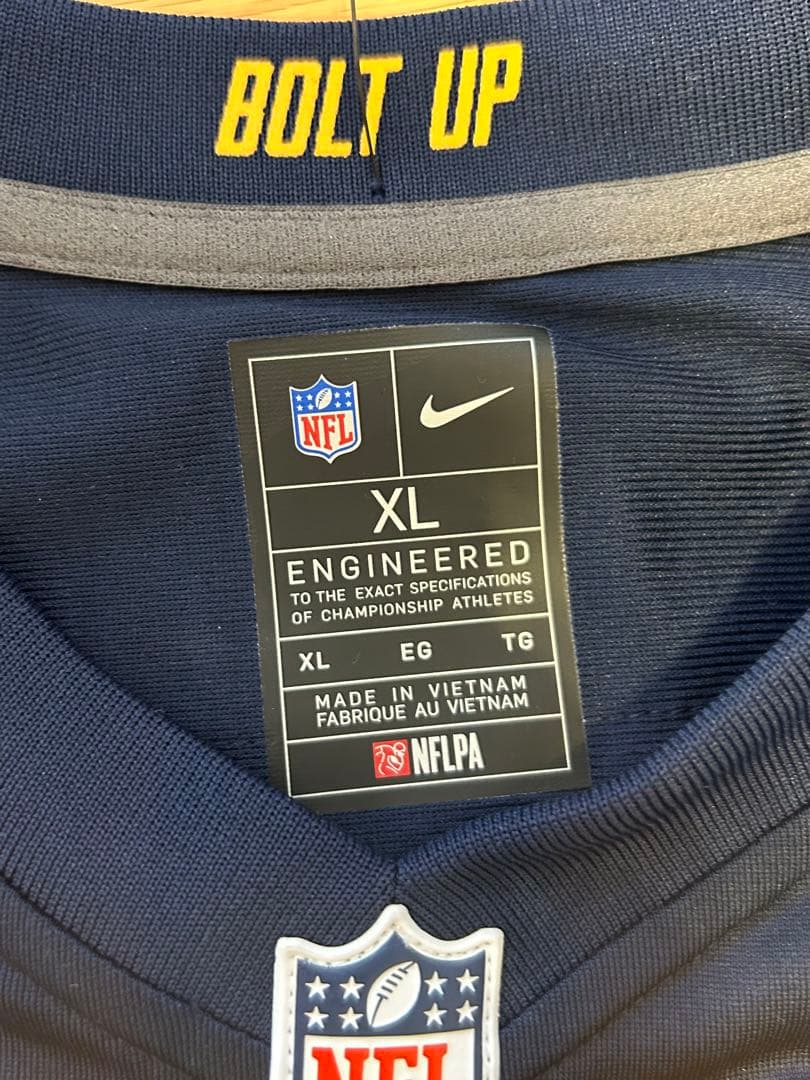 BOLT UP
NFL
XL
ENGINEERED
TO THE EXACT SPECIFICATIONS
OF CHAMPIONSHIP ATHLETES
XL EG TG
MADE IN VIETNAM
FABRIQUE AU VIETNAM
NFLPA
NFL